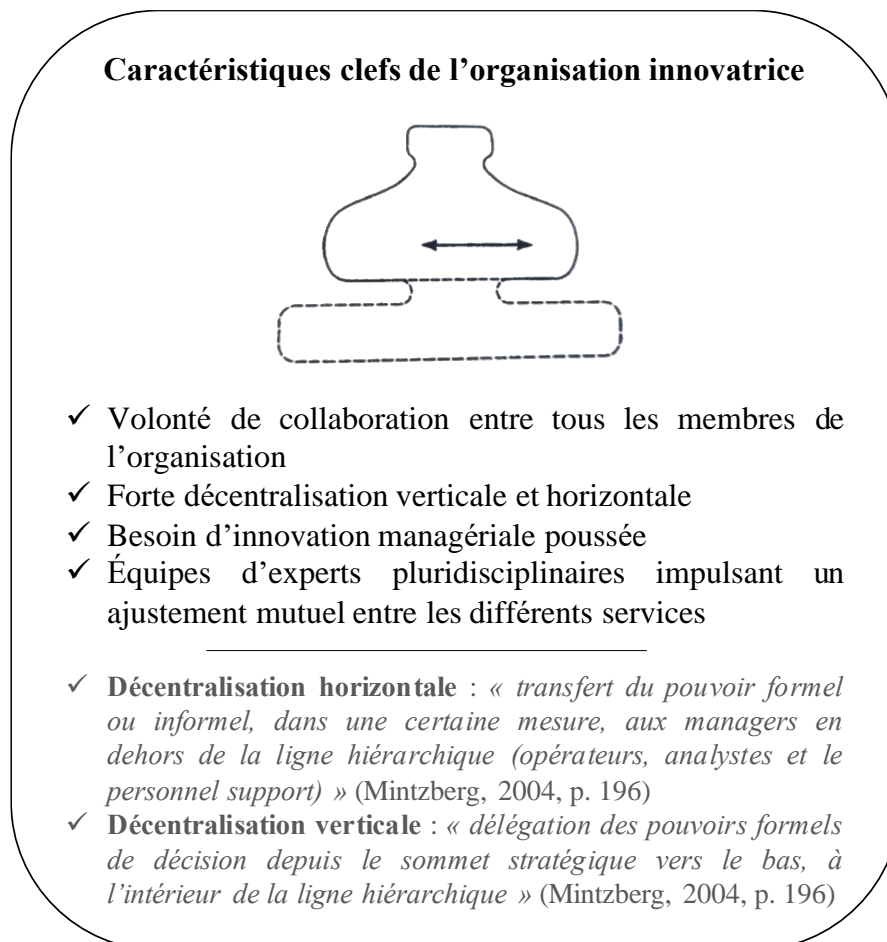 Caractéristiques clefs de l’organisation innovatrice
✓ Volonté de collaboration entre tous les membres de
l’organisation
✓ Forte décentralisation verticale et horizontale
✓ Besoin d’innovation managériale poussée
✓ Équipes d’experts pluridisciplinaires impulsant un
ajustement mutuel entre les différents services
✓ Décentralisation horizontale : « transfert du pouvoir formel
ou informel, dans une certaine mesure, aux managers en
dehors de la ligne hiérarchique (opérateurs, analystes et le
personnel support) » (Mintzberg, 2004, p. 196)
✓ Décentralisation verticale : « délégation des pouvoirs formels
de décision depuis le sommet stratégique vers le bas, à
l’intérieur de la ligne hiérarchique » (Mintzberg, 2004, p. 196)